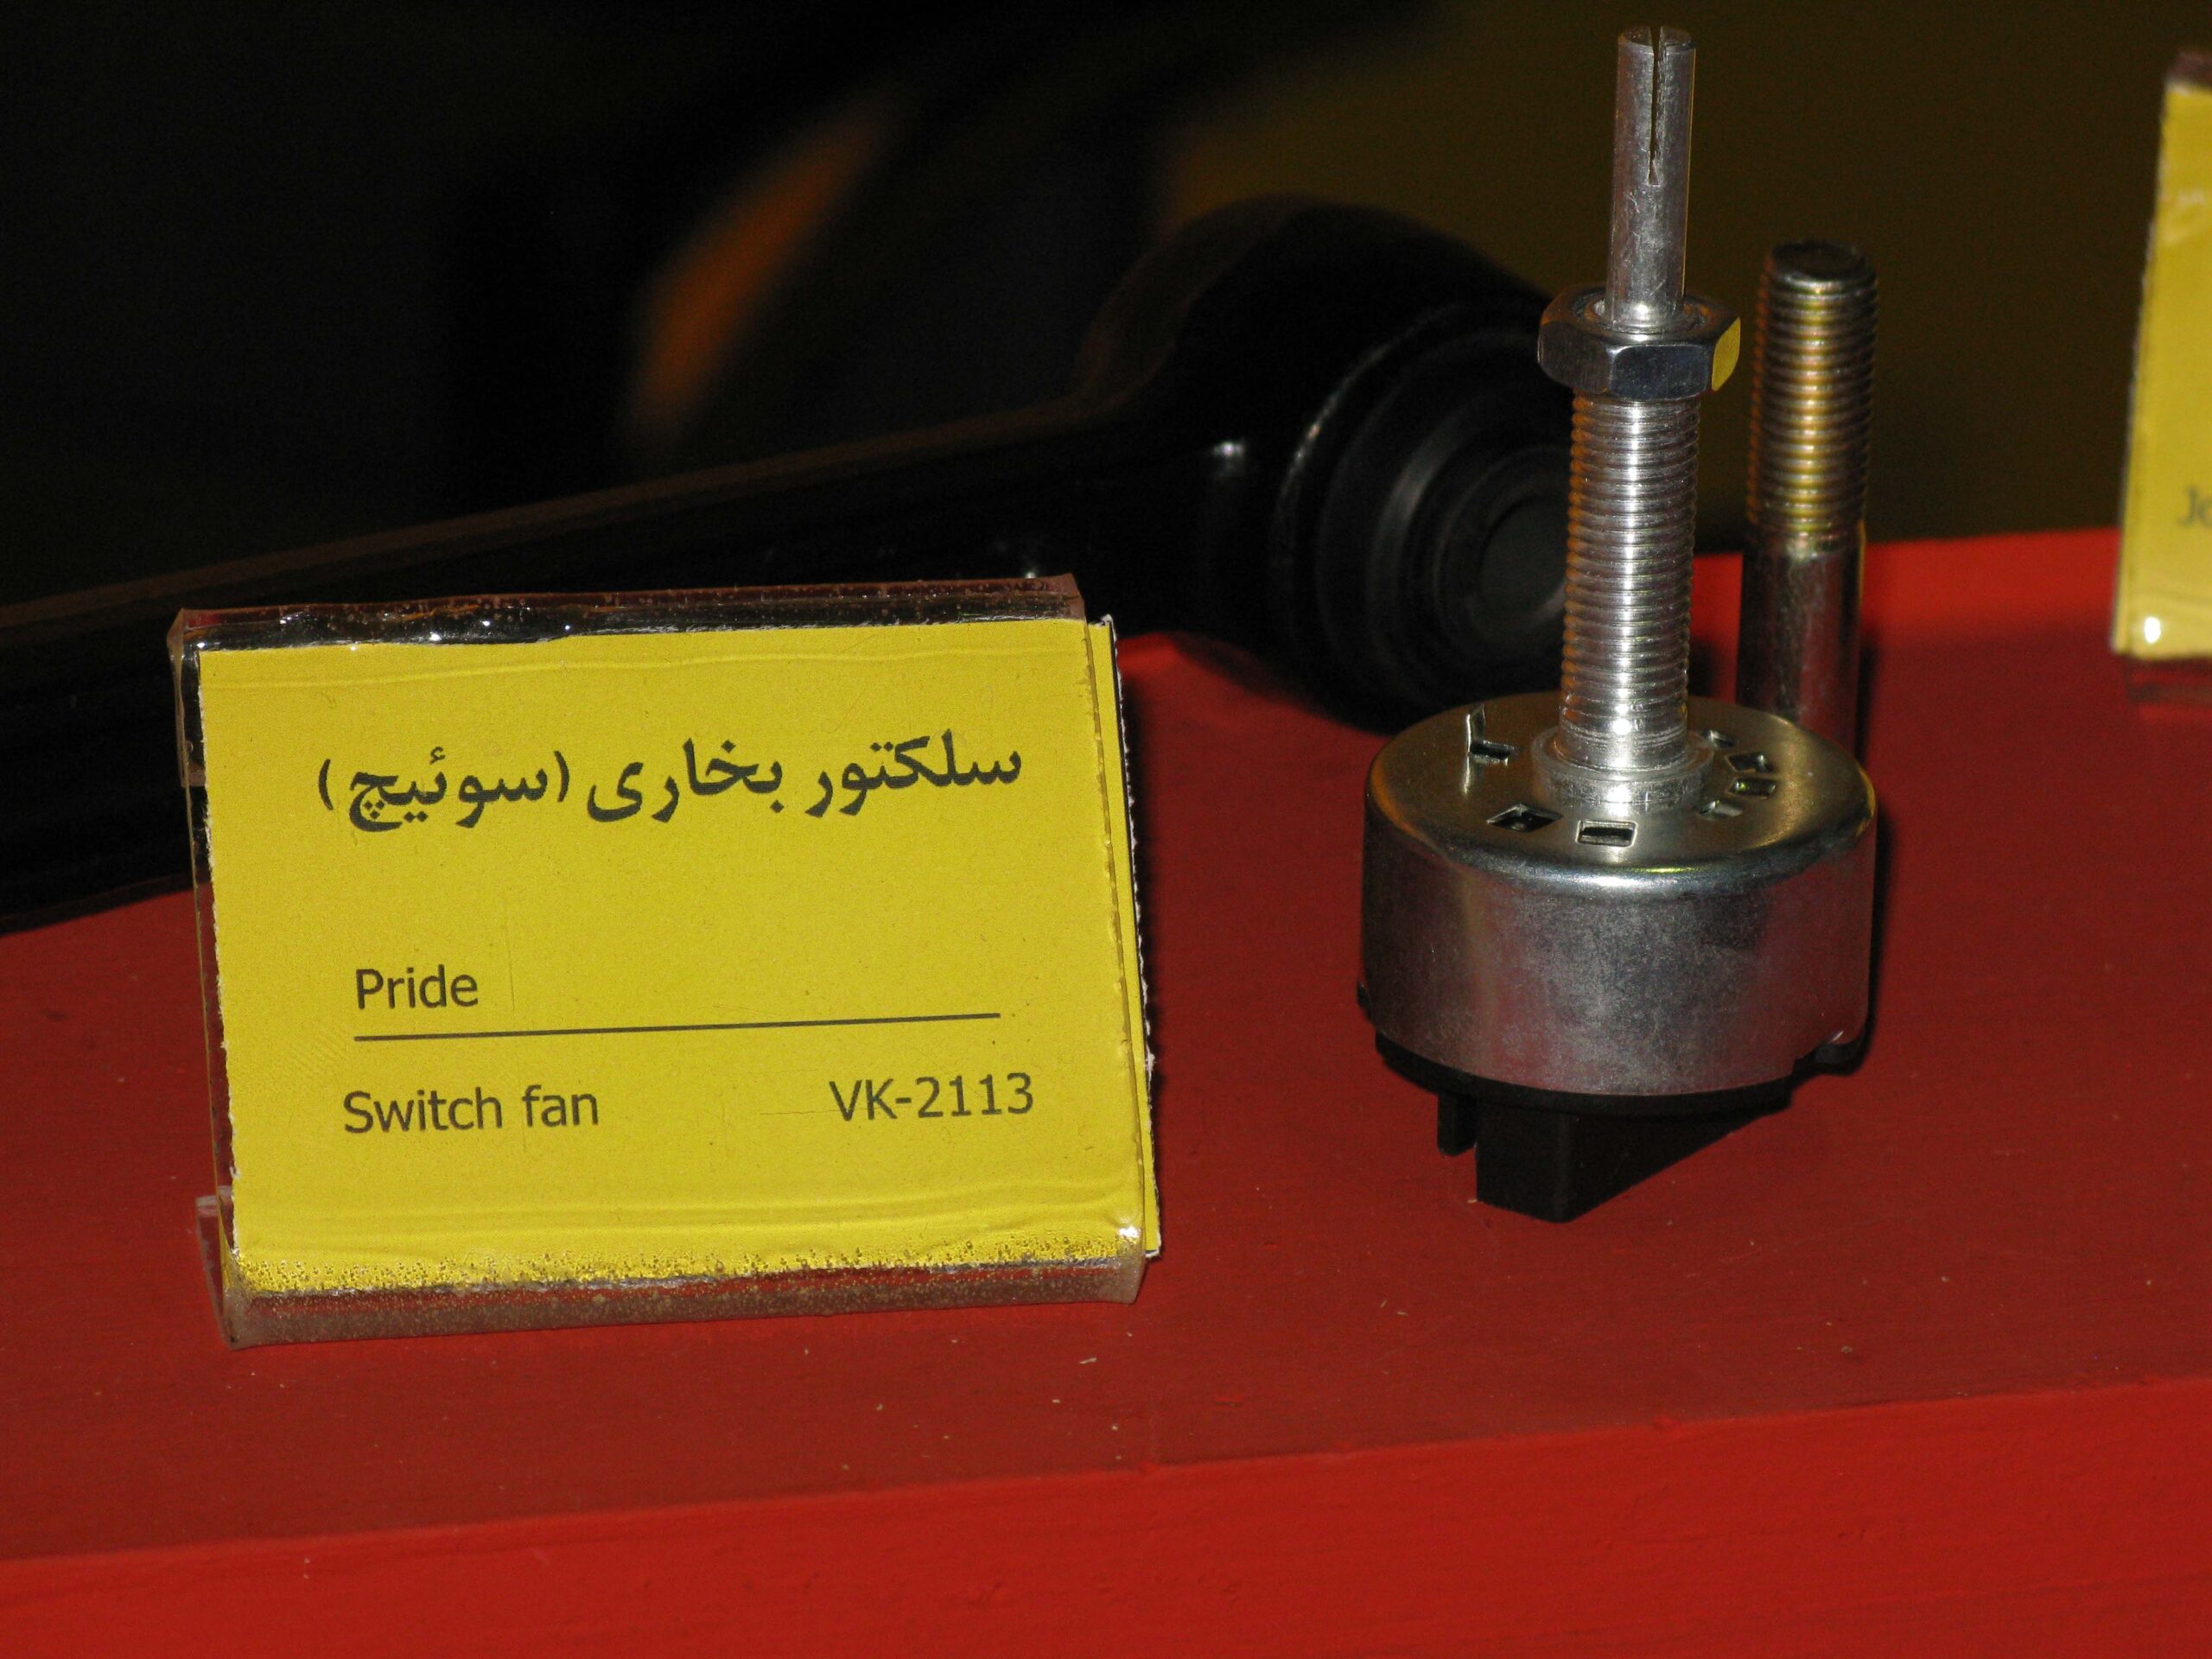 سلکتور بخاری (سوئیچ)
Pride
Switch fan VK-2113